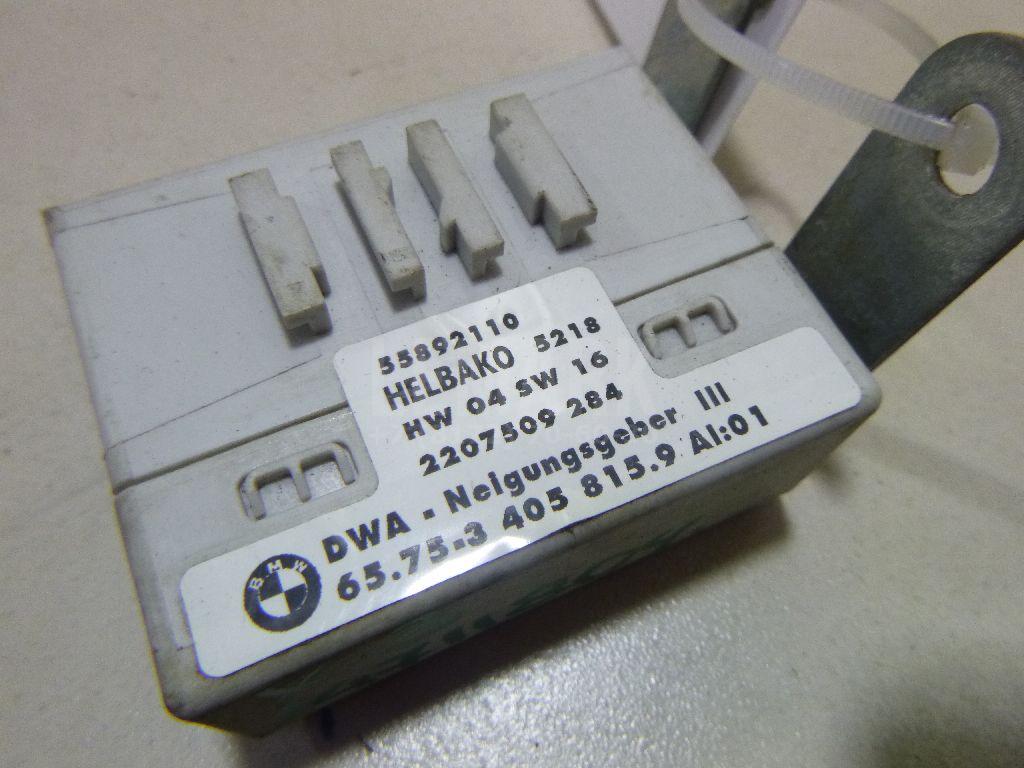 55892110
HELBAKO 5218
HW 04 SW 16
2207509 284
DWA - Neigungsgeber III
65.75-3 405 815.9 AI:01
BMW